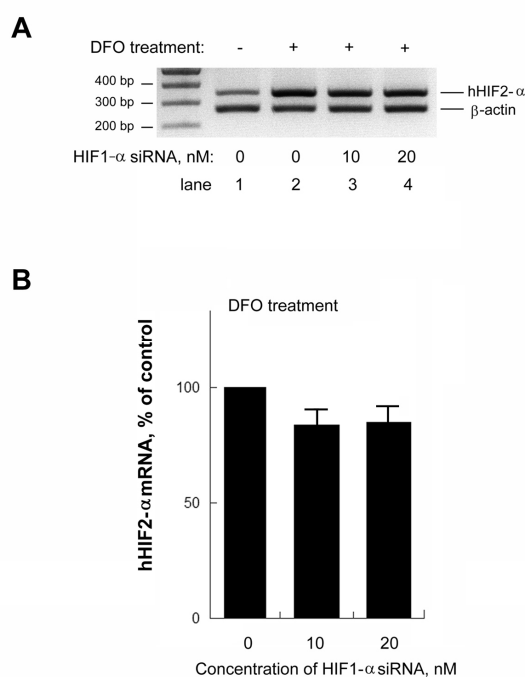 A
DFO treatment: - + + +
400 bp
300 bp
200 bp
hHIF2-α
β-actin
HIF1-α siRNA, nM: 0 0 10 20
lane 1 2 3 4
B
DFO treatment
hHIF2-α mRNA, % of control
100
50
0
0 10 20
Concentration of HIF1-α siRNA, nM